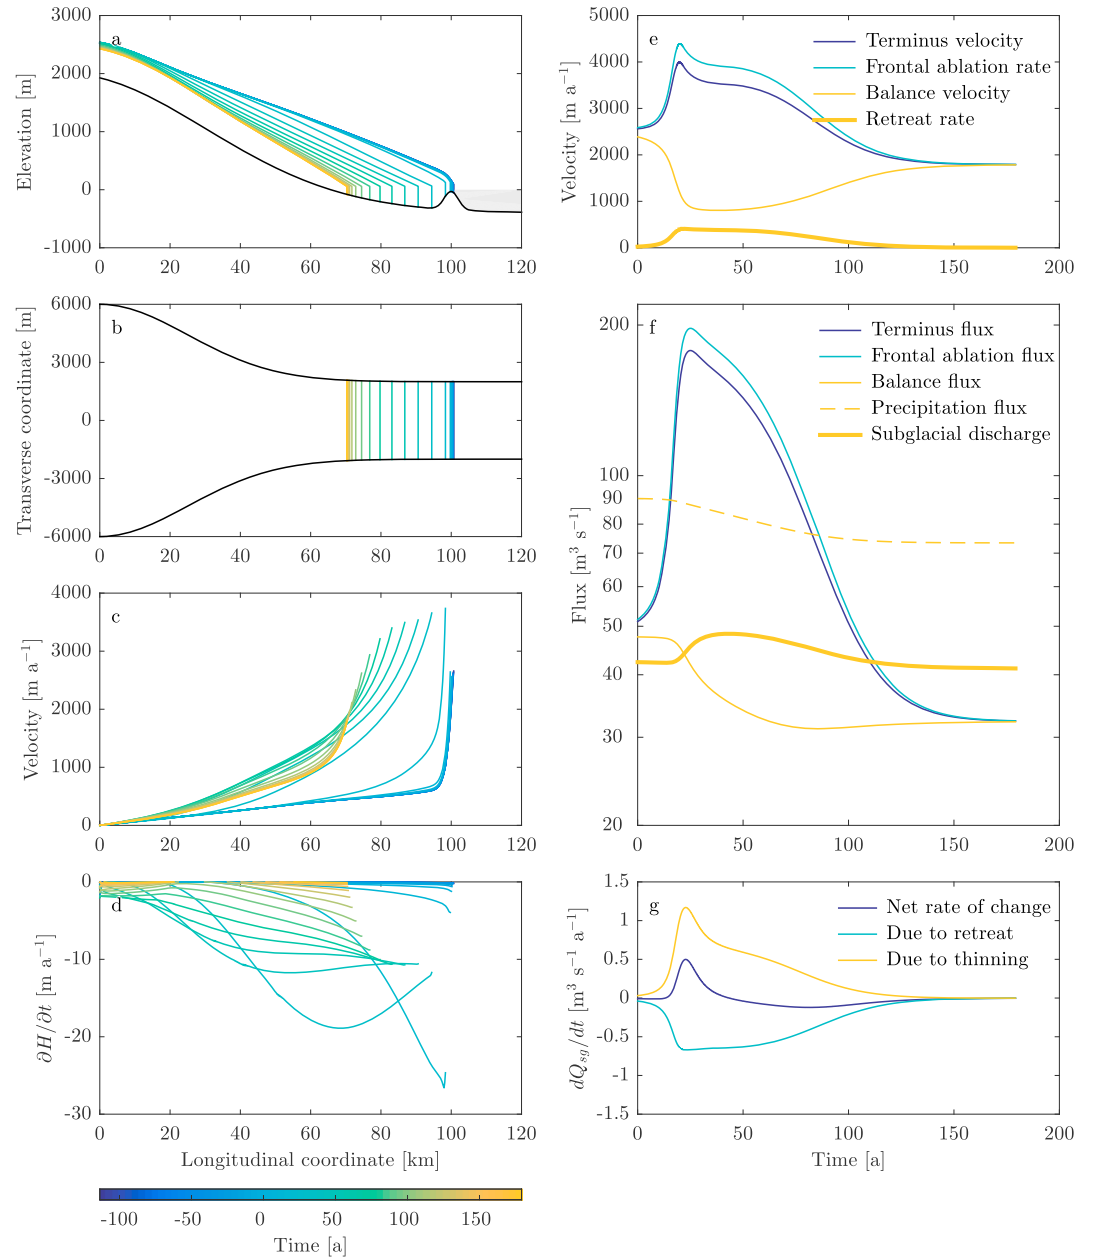 a
Elevation [m]
3000
2000
1000
0
-1000
0 20 40 60 80 100 120
b
Transverse coordinate [m]
6000
3000
0
-3000
-6000
0 20 40 60 80 100 120
c
Velocity [m a⁻¹]
4000
3000
2000
1000
0
0 20 40 60 80 100 120
d
∂H/∂t [m a⁻¹]
0
-10
-20
-30
0 20 40 60 80 100 120
Longitudinal coordinate [km]
-100 -50 0 50 100 150
Time [a]
e
Velocity [m a⁻¹]
5000
4000
3000
2000
1000
0
0 50 100 150 200
Terminus velocity
Frontal ablation rate
Balance velocity
Retreat rate
f
Flux [m³ s⁻¹]
200
100
90
80
70
60
50
40
30
20
0 50 100 150 200
Terminus flux
Frontal ablation flux
Balance flux
Precipitation flux
Subglacial discharge
g
dQsg/dt [m³ s⁻¹ a⁻¹]
1.5
1
0.5
0
-0.5
-1
-1.5
0 50 100 150 200
Net rate of change
Due to retreat
Due to thinning
Time [a]